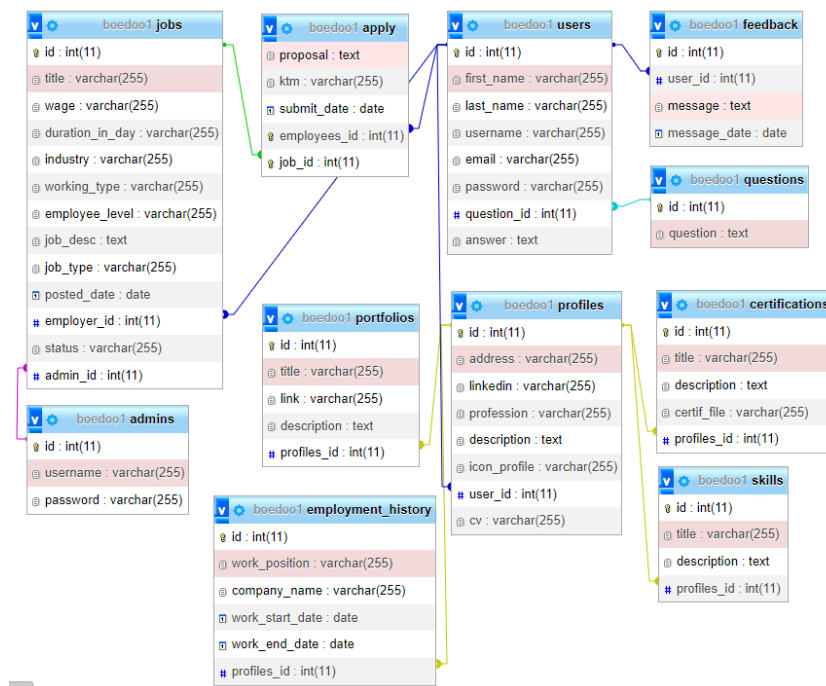 boedoo1 jobs
id : int(11)
title : varchar(255)
wage : varchar(255)
duration_in_day : varchar(255)
industry : varchar(255)
working_type : varchar(255)
employee_level : varchar(255)
job_desc : text
job_type : varchar(255)
posted_date : date
employer_id : int(11)
status : varchar(255)
admin_id : int(11)
boedoo1 apply
proposal : text
ktm : varchar(255)
submit_date : date
employees_id : int(11)
job_id : int(11)
boedoo1 users
id : int(11)
first_name : varchar(255)
last_name : varchar(255)
username : varchar(255)
email : varchar(255)
password : varchar(255)
question_id : int(11)
answer : text
boedoo1 feedback
id : int(11)
user_id : int(11)
message : text
message_date : date
boedoo1 questions
id : int(11)
question : text
boedoo1 portfolios
id : int(11)
title : varchar(255)
link : varchar(255)
description : text
profiles_id : int(11)
boedoo1 profiles
id : int(11)
address : varchar(255)
linkedin : varchar(255)
profession : varchar(255)
description : text
icon_profile : varchar(255)
user_id : int(11)
cv : varchar(255)
boedoo1 certifications
id : int(11)
title : varchar(255)
description : text
certif_file : varchar(255)
profiles_id : int(11)
boedoo1 admins
id : int(11)
username : varchar(255)
password : varchar(255)
boedoo1 skills
id : int(11)
title : varchar(255)
description : text
profiles_id : int(11)
boedoo1 employment_history
id : int(11)
work_position : varchar(255)
company_name : varchar(255)
work_start_date : date
work_end_date : date
profiles_id : int(11)